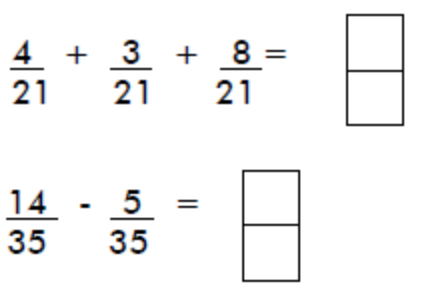 4/21 + 3/21 + 8/21 =
14/35 - 5/35 =